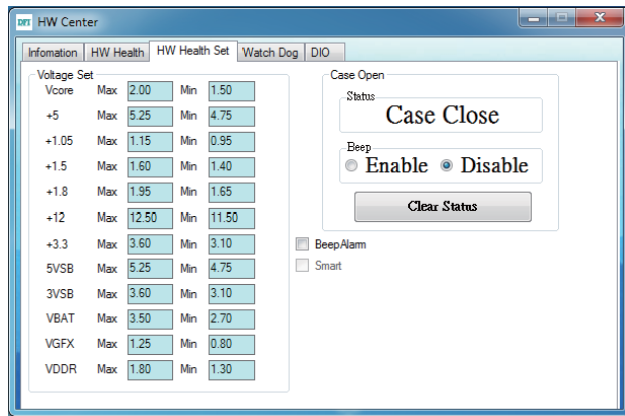 DFI HW Center
Infomation HW Health HW Health Set Watch Dog DIO
Voltage Set
Vcore Max 2.00 Min 1.50
+5 Max 5.25 Min 4.75
+1.05 Max 1.15 Min 0.95
+1.5 Max 1.60 Min 1.40
+1.8 Max 1.95 Min 1.65
+12 Max 12.50 Min 11.50
+3.3 Max 3.60 Min 3.10
5VSB Max 5.25 Min 4.75
3VSB Max 3.60 Min 3.10
VBAT Max 3.50 Min 2.70
VGFX Max 1.25 Min 0.80
VDDR Max 1.80 Min 1.30
Case Open
Status
Case Close
Beep
Enable Disable
Clear Status
BeepAlarm
Smart